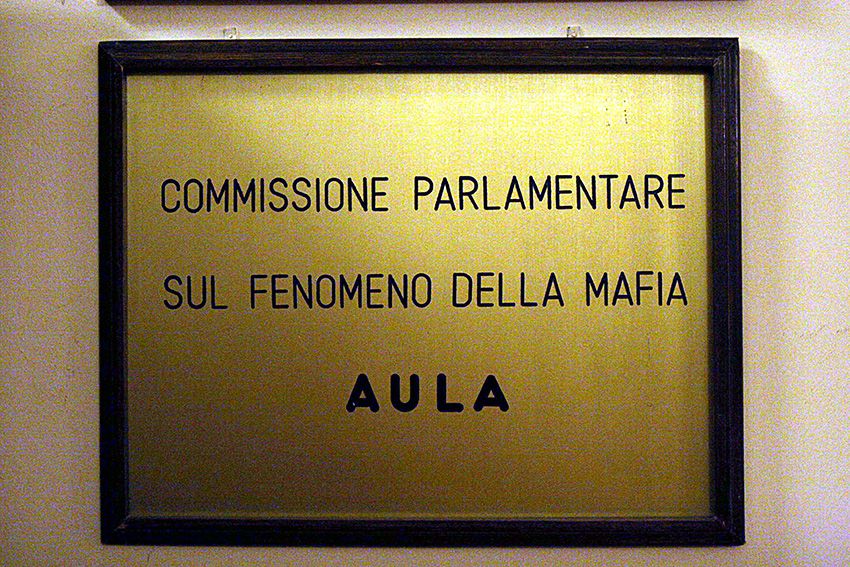 COMMISSIONE PARLAMENTARE
SUL FENOMENO DELLA MAFIA
AULA